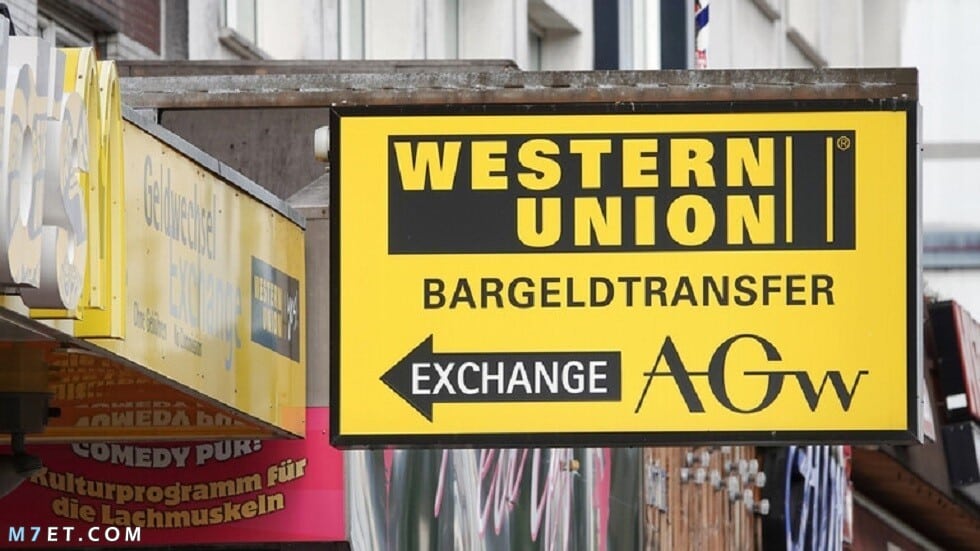 WESTERN
UNION
®
BARGELDTRANSFER
EXCHANGE AGW
Geldwechsel
Exchange
WESTERN
UNION
COMEDY PUR!
Kulturprogramm für
die Lachmuskeln
M7ET.COM